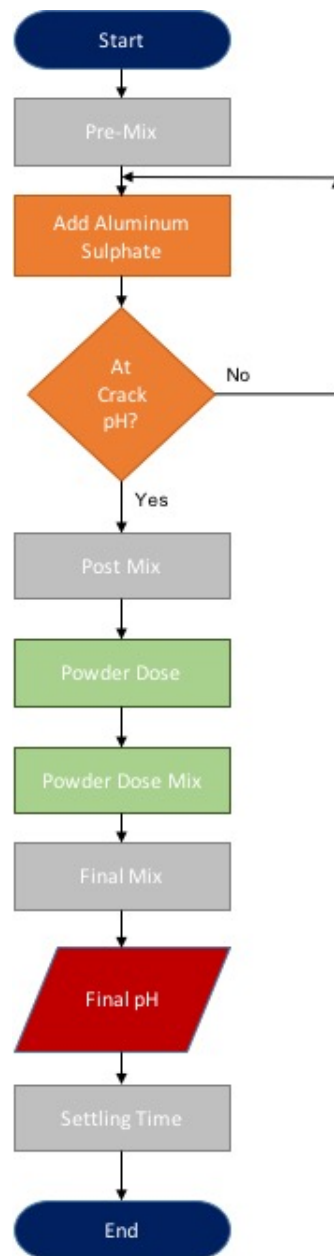 Start
Pre-Mix
Add Aluminum
Sulphate
At
Crack
pH?
No
Yes
Post Mix
Powder Dose
Powder Dose Mix
Final Mix
Final pH
Settling Time
End